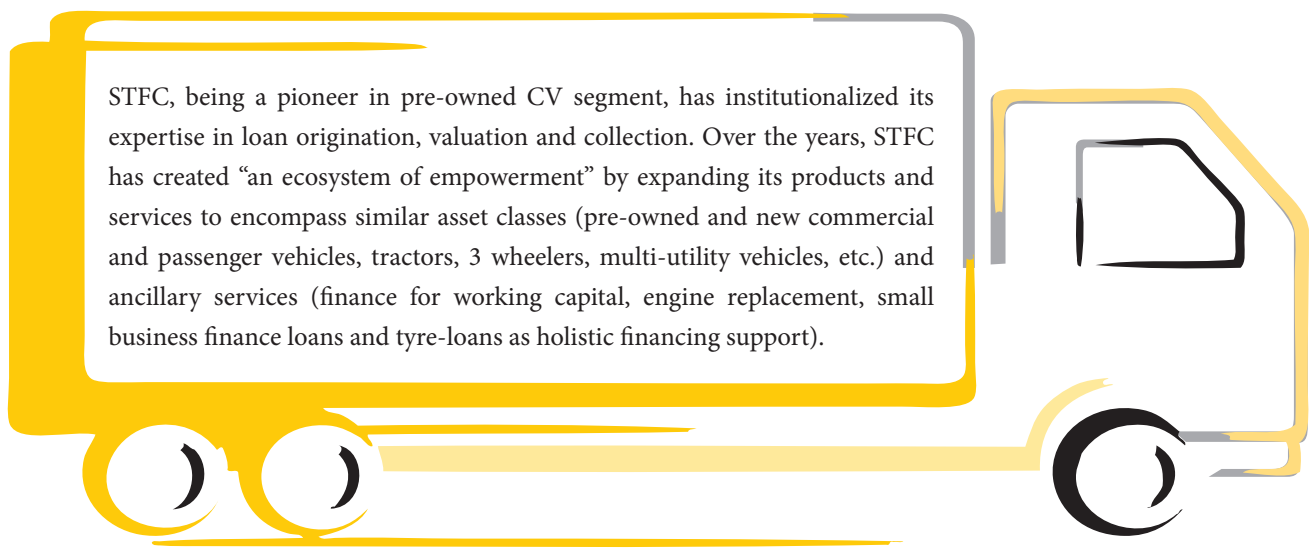 STFC, being a pioneer in pre-owned CV segment, has institutionalized its
expertise in loan origination, valuation and collection. Over the years, STFC
has created “an ecosystem of empowerment” by expanding its products and
services to encompass similar asset classes (pre-owned and new commercial
and passenger vehicles, tractors, 3 wheelers, multi-utility vehicles, etc.) and
ancillary services (finance for working capital, engine replacement, small
business finance loans and tyre-loans as holistic financing support).